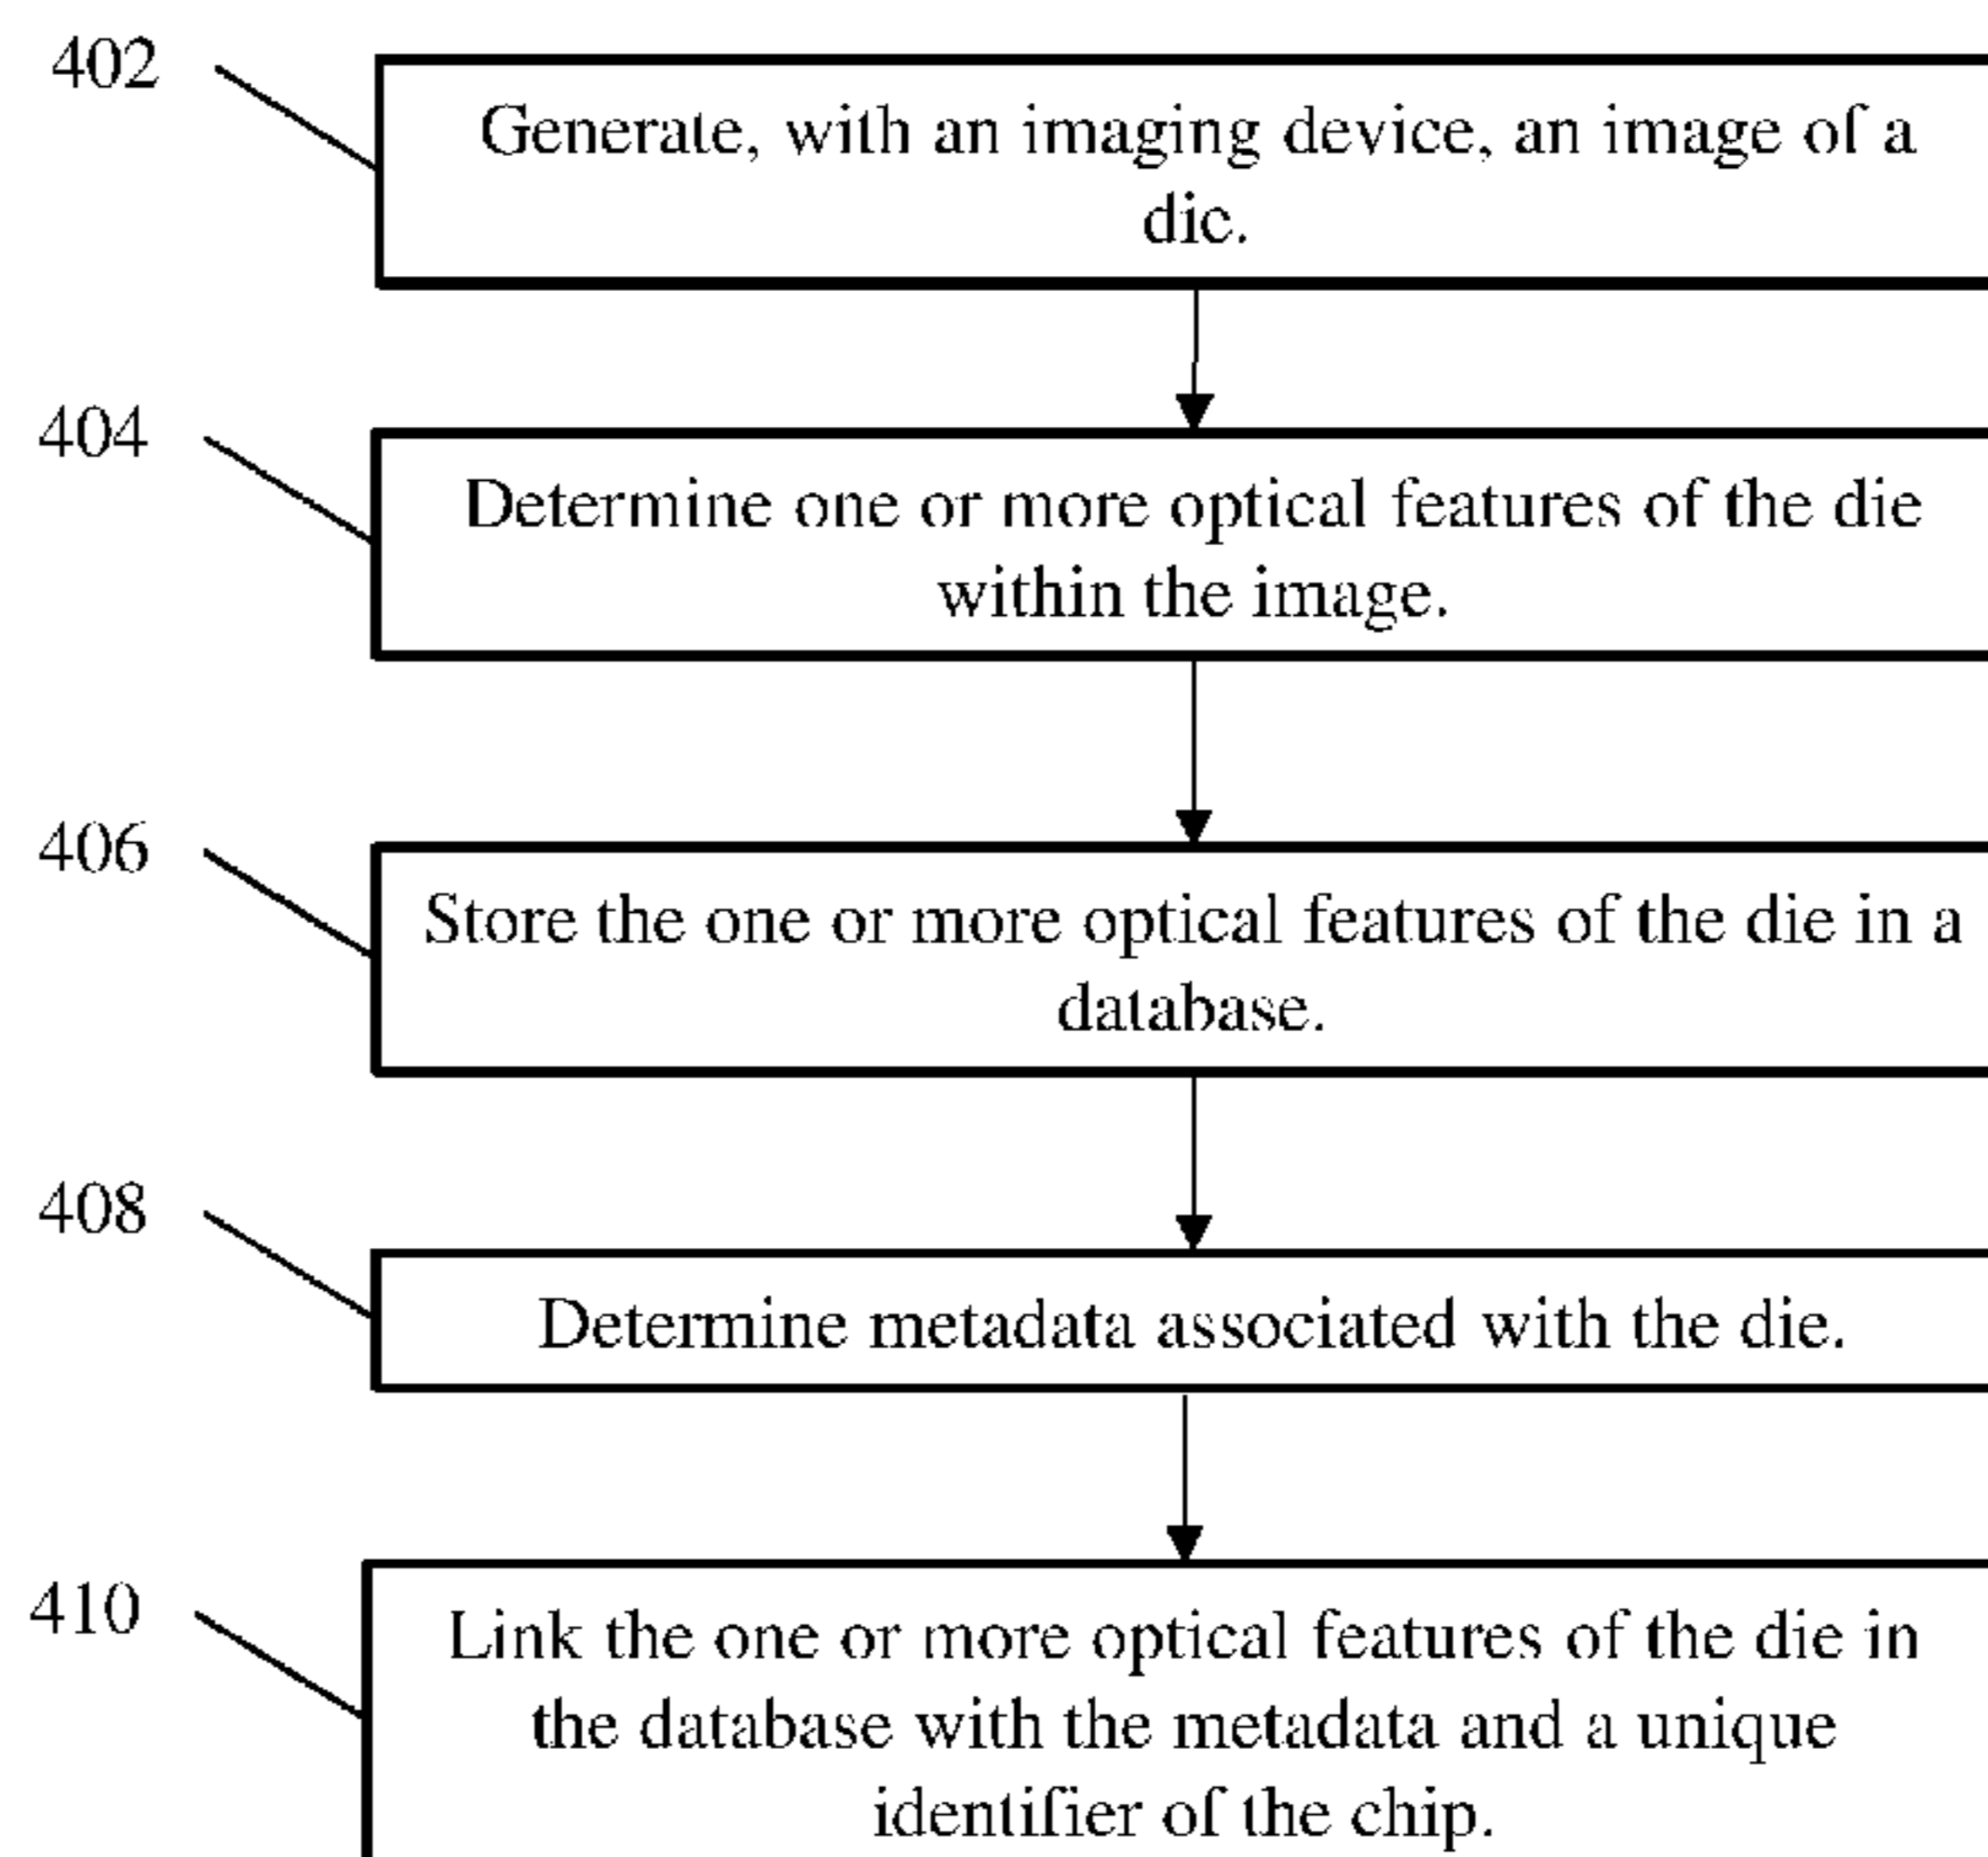 402
Generate, with an imaging device, an image of a
die.
404
Determine one or more optical features of the die
within the image.
406
Store the one or more optical features of the die in a
database.
408
Determine metadata associated with the die.
410
Link the one or more optical features of the die in
the database with the metadata and a unique
identifier of the chip.